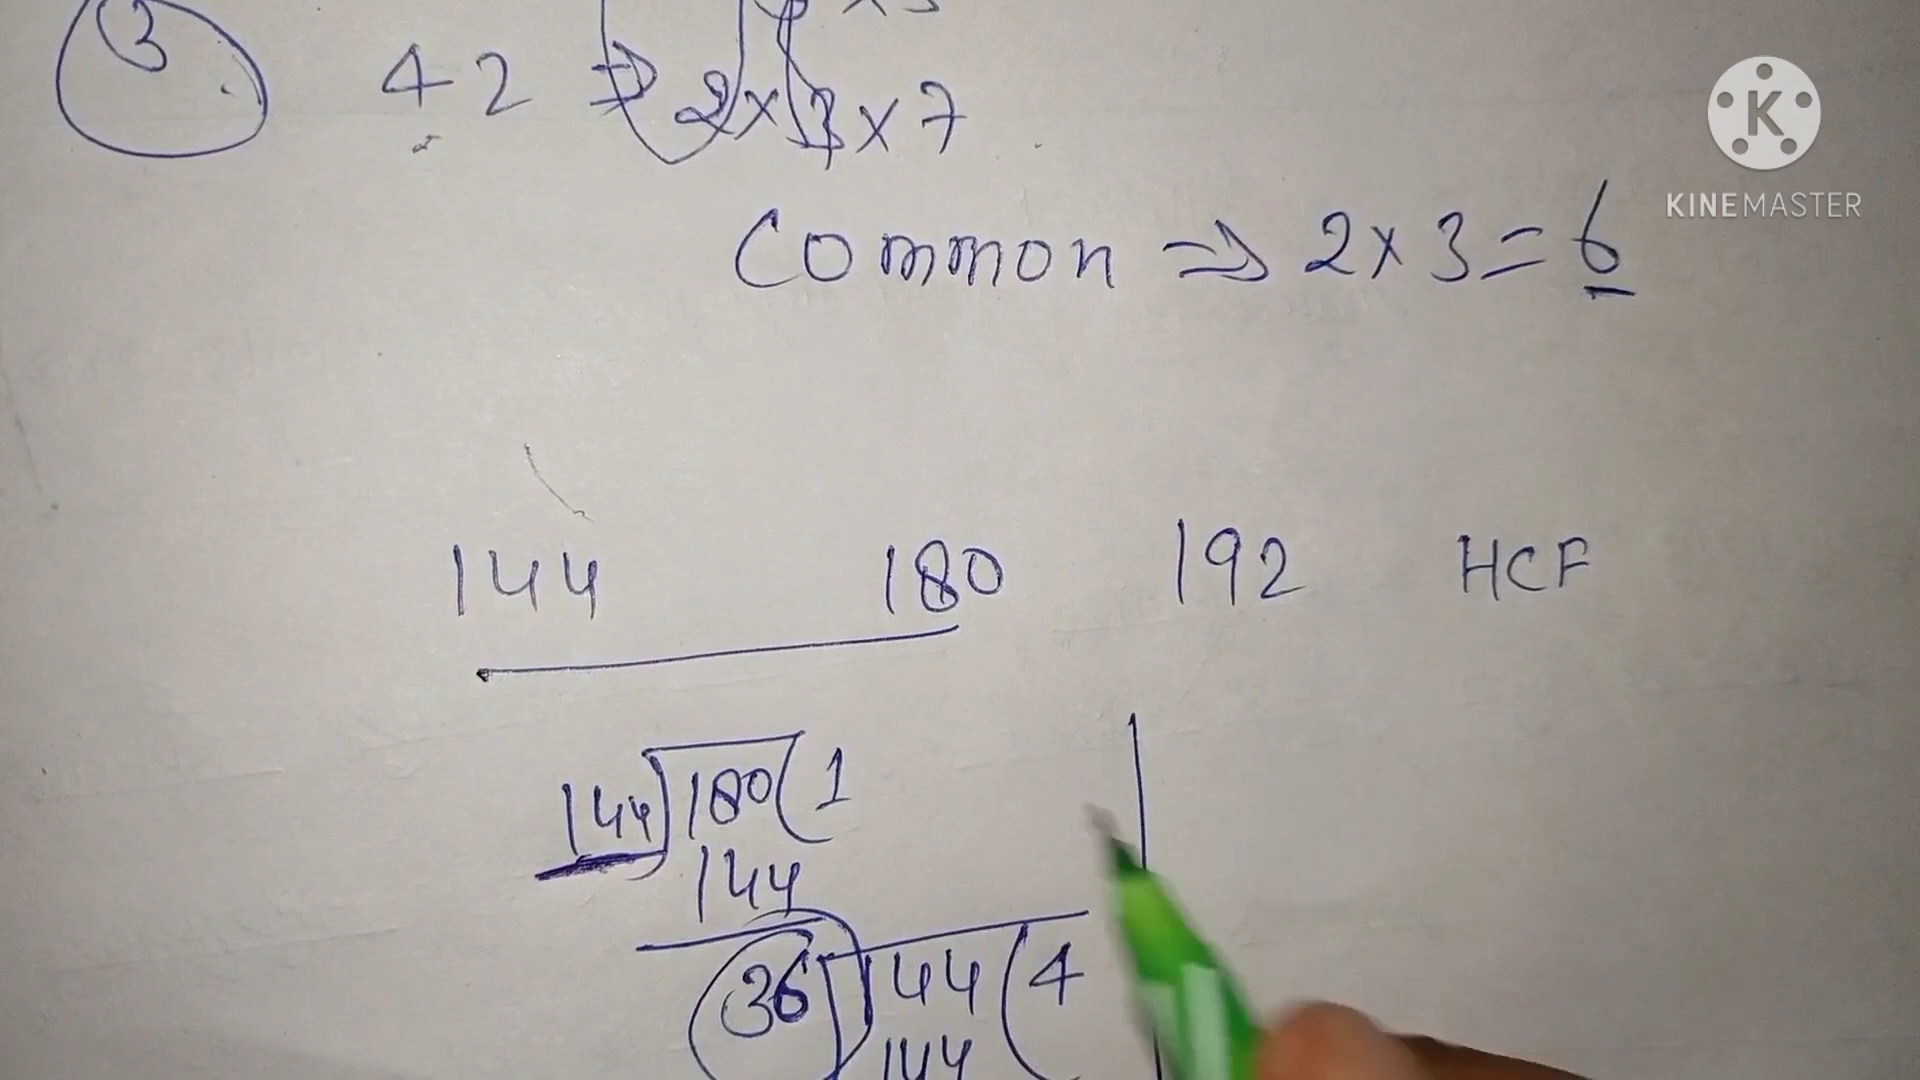 3
42 ⇒ 2×3×7
Common ⇒ 2×3=6
144 180 192 HCF
144 180 ( 1
144
36 144 ( 4
144
K
KINEMASTER